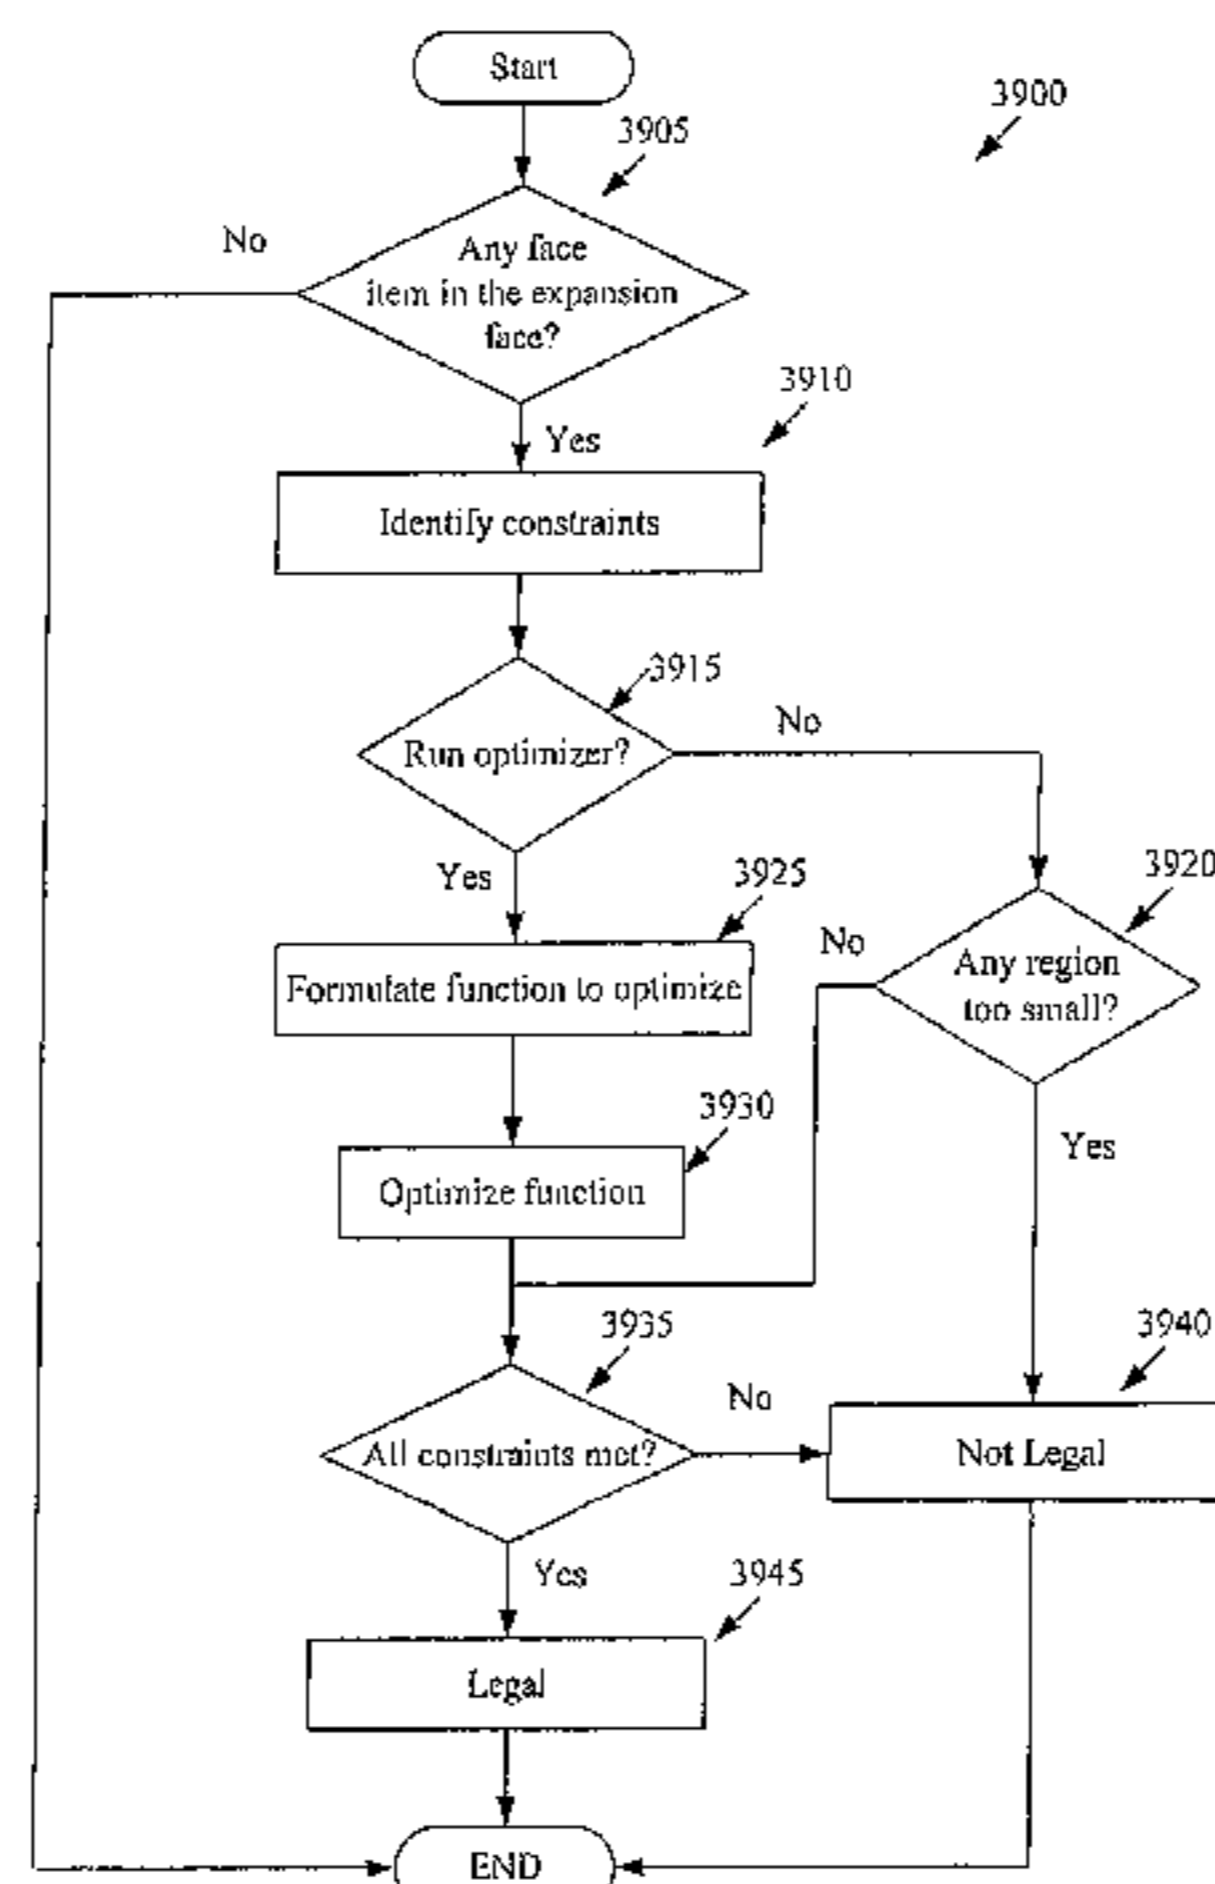 Start
3900
3905
No
Any face
item in the expansion
face?
3910
Yes
Identify constraints
3915
No
Run optimizer?
Yes
3925
3920
No
Any region
too small?
Formulate function to optimize
3930
Yes
Optimize function
3935
3940
No
All constraints met?
Not Legal
Yes
3945
Legal
END